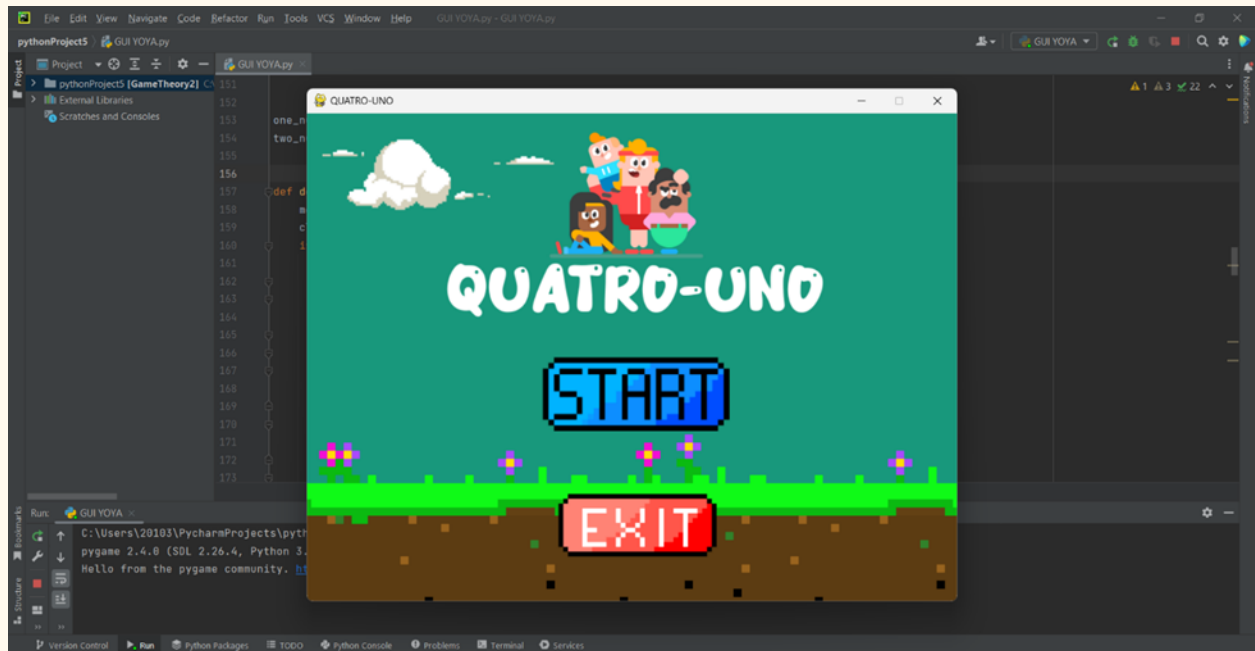 File Edit View Navigate Code Refactor Run Tools VCS Window Help GUI YOYA.py - GUI YOYA.py
pythonProject5 GUI YOYA.py GUI YOYA
Project GUI YOYA.py
Project
pythonProject5 [GameTheory2] C:\
External Libraries
Scratches and Consoles
1 3 22
Notifications
151
152
153 one_n
154 two_n
155
156
157 def d
158
159
160
161
162
163
164
165
166
167
168
169
170
171
172
173
QUATRO-UNO
QUATRO-UNO
START
EXIT
Run: GUI YOYA
C:\Users\20103\PycharmProjects\pyth
pygame 2.4.0 (SDL 2.26.4, Python 3.
Hello from the pygame community. ht
Bookmarks
Structure
Version Control Run Python Packages TODO Python Console Problems Terminal Services